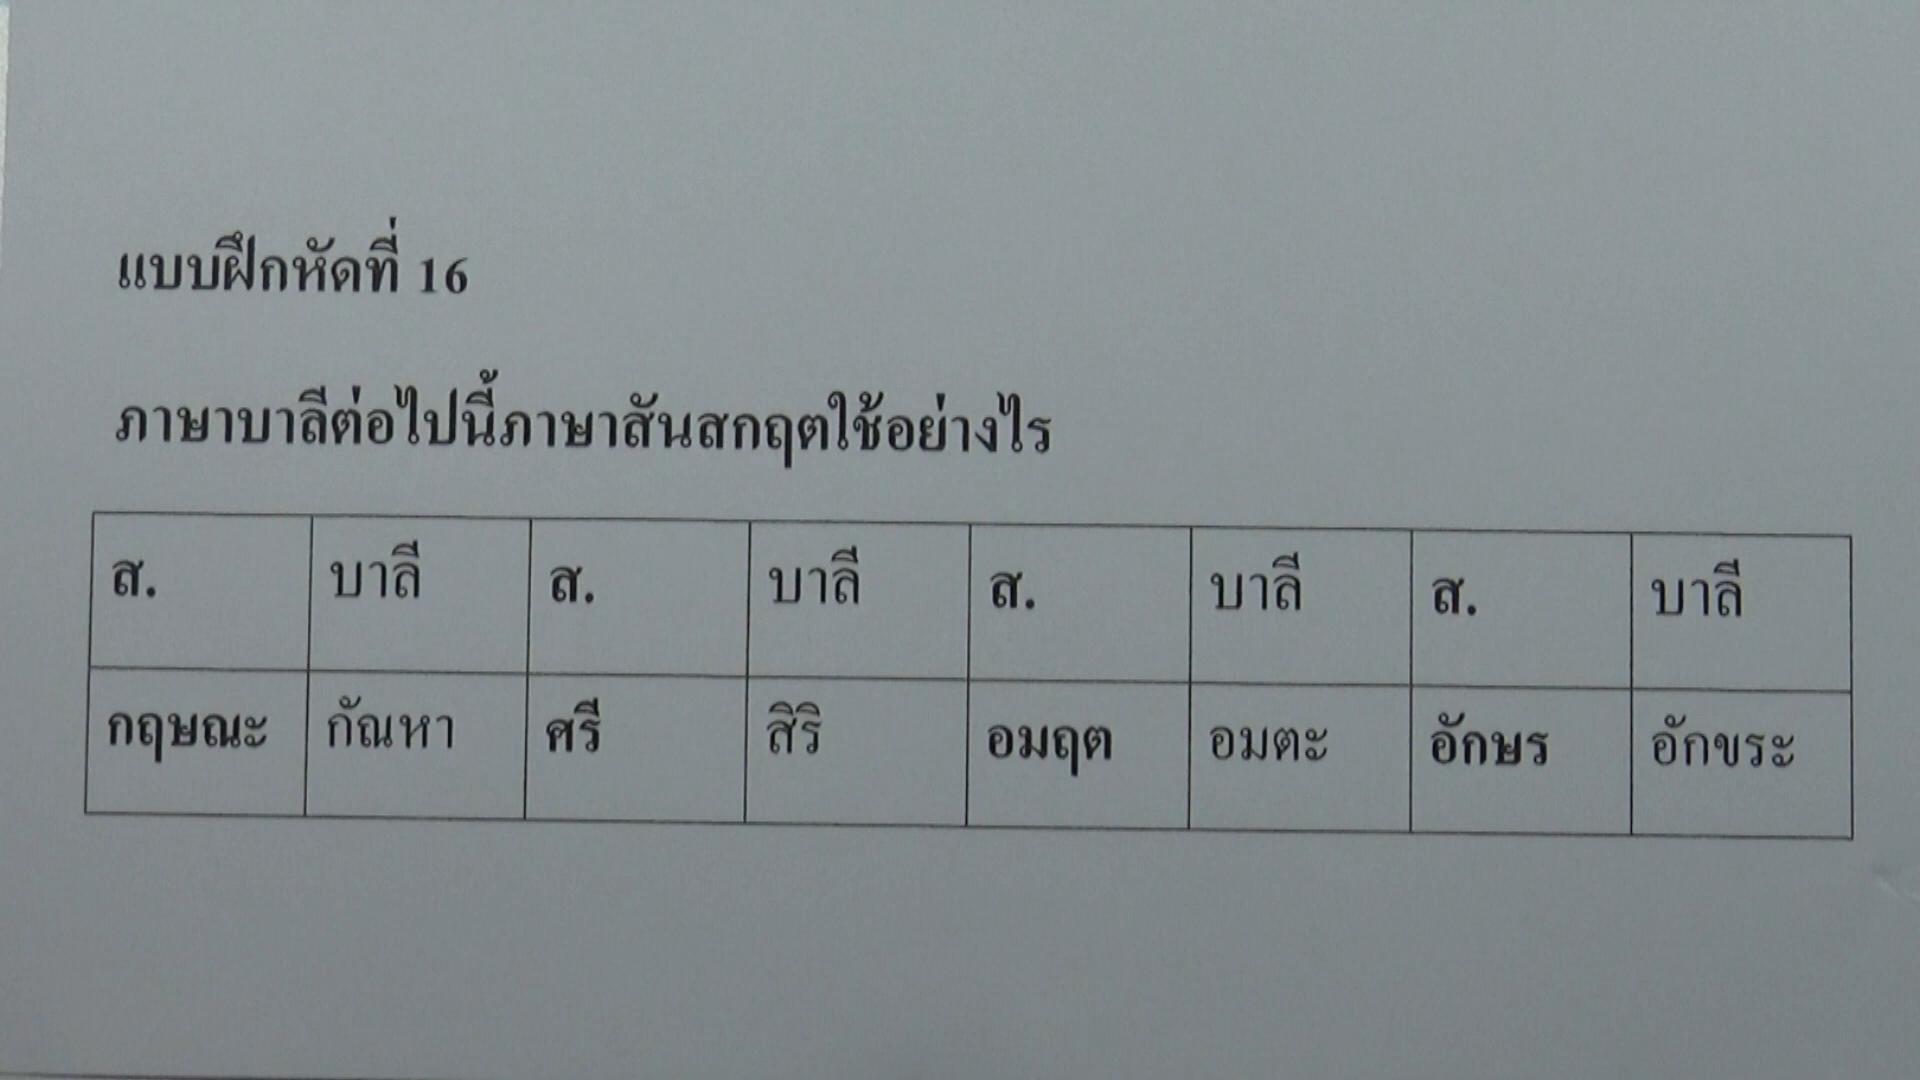 แบบฝึกหัดที่ 16
ภาษาบาลีต่อไปนี้ภาษาสันสกฤตใช้อย่างไร
ส. บาลี ส. บาลี ส. บาลี ส. บาลี
กฤษณะ กัณหา ศรี สิริ อมฤต อมตะ อักษร อักขระ